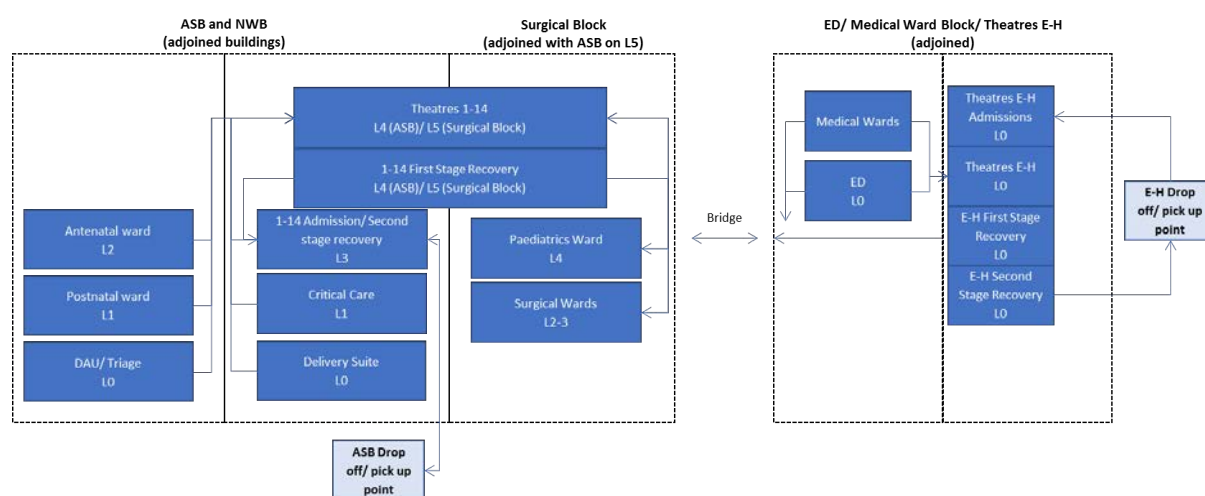 ASB and NWB
(adjoined buildings)
Surgical Block
(adjoined with ASB on L5)
ED/ Medical Ward Block/ Theatres E-H
(adjoined)
Theatres 1-14
L4 (ASB)/ L5 (Surgical Block)
1-14 First Stage Recovery
L4 (ASB)/ L5 (Surgical Block)
Antenatal ward
L2
Postnatal ward
L1
DAU/ Triage
L0
1-14 Admission/ Second
stage recovery
L3
Critical Care
L1
Delivery Suite
L0
Paediatrics Ward
L4
Surgical Wards
L2-3
Bridge
Medical Wards
ED
L0
Theatres E-H
Admissions
L0
Theatres E-H
L0
E-H First Stage
Recovery
L0
E-H Second
Stage Recovery
L0
E-H Drop
off/ pick up
point
ASB Drop
off/ pick up
point